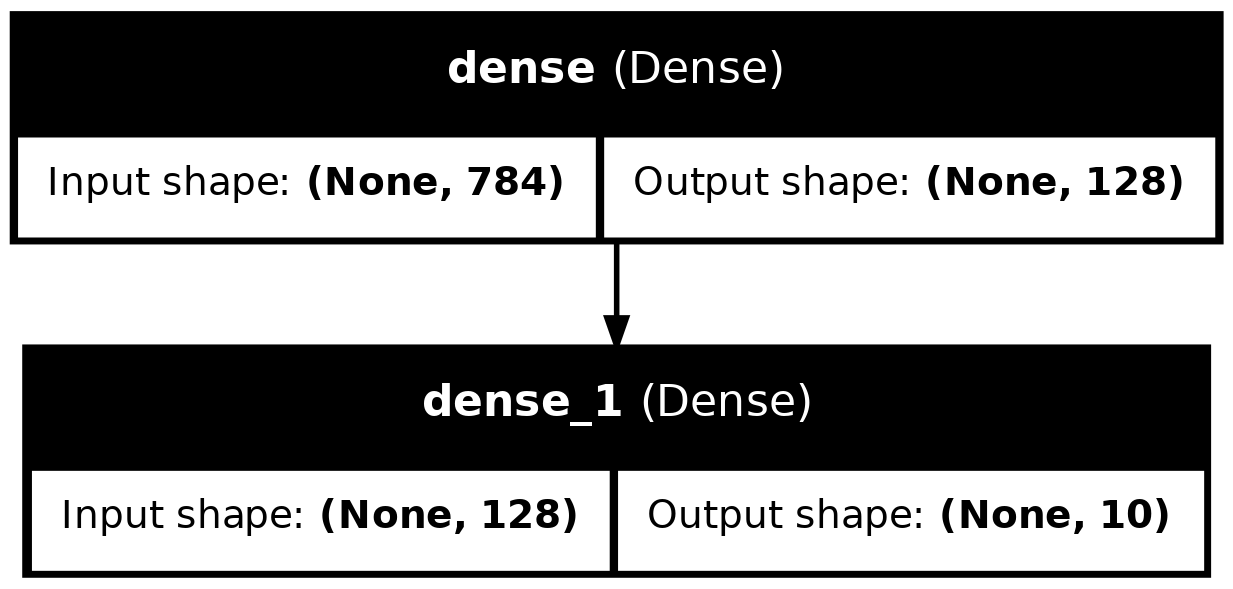 dense (Dense)
Input shape: (None, 784) Output shape: (None, 128)
dense_1 (Dense)
Input shape: (None, 128) Output shape: (None, 10)